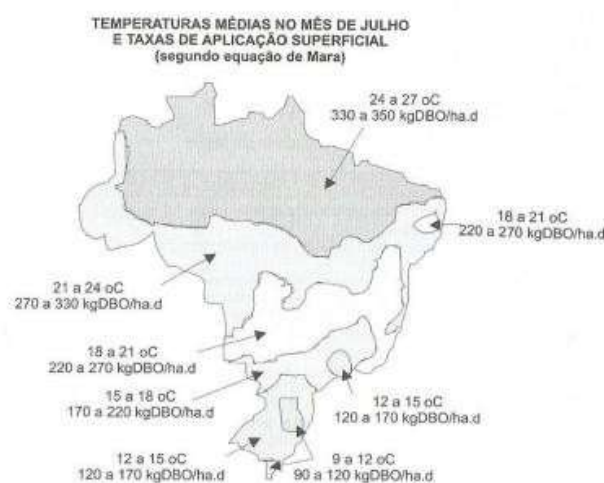 TEMPERATURAS MÉDIAS NO MÊS DE JULHO
E TAXAS DE APLICAÇÃO SUPERFICIAL
(segundo equação de Mara)
24 a 27 oC
330 a 350 kgDBO/ha.d
18 a 21 oC
220 a 270 kgDBO/ha.d
21 a 24 oC
270 a 330 kgDBO/ha.d
18 a 21 oC
220 a 270 kgDBO/ha.d
15 a 18 oC
170 a 220 kgDBO/ha.d
12 a 15 oC
120 a 170 kgDBO/ha.d
12 a 15 oC
120 a 170 kgDBO/ha.d
9 a 12 oC
90 a 120 kgDBO/ha.d